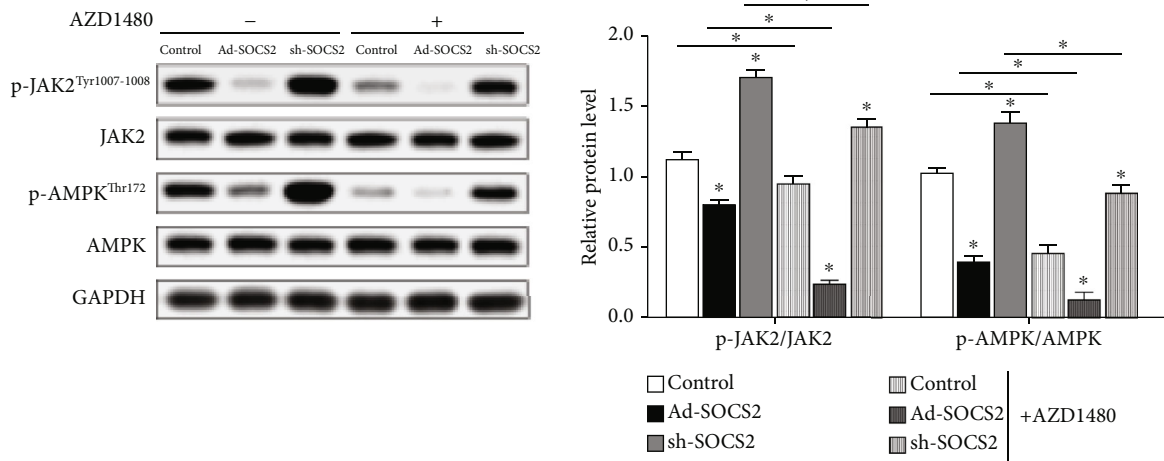 AZD1480 − +
Control Ad-SOCS2 sh-SOCS2 Control Ad-SOCS2 sh-SOCS2
p-JAK2Tyr1007-1008
JAK2
p-AMPKThr172
AMPK
GAPDH
Relative protein level
2.0
1.5
1.0
0.5
0.0
* * * * * * *
* * * * * * *
p-JAK2/JAK2 p-AMPK/AMPK
Control
Ad-SOCS2
sh-SOCS2
Control
Ad-SOCS2
sh-SOCS2
+AZD1480